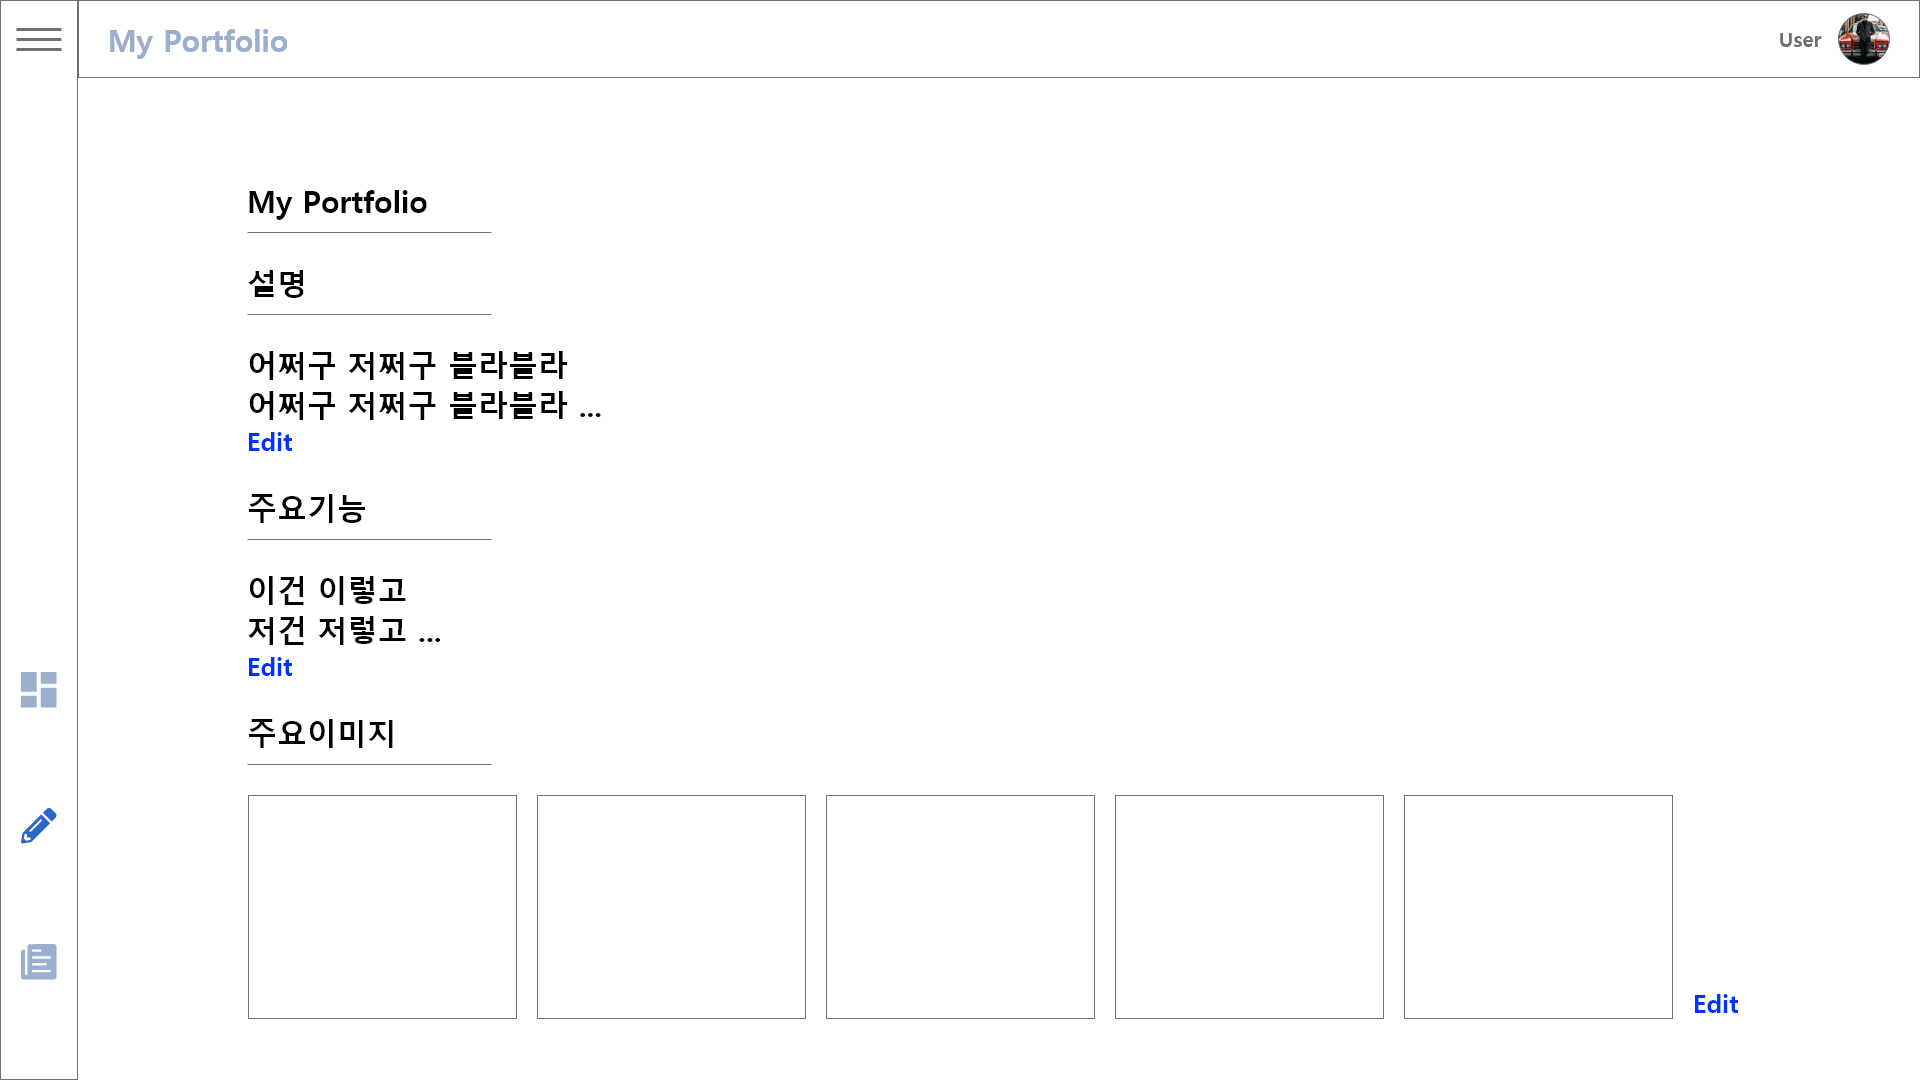 My Portfolio
User
My Portfolio
설명
어쩌구 저쩌구 블라블라
어쩌구 저쩌구 블라블라 ...
Edit
주요기능
이건 이렇고
저건 저렇고 ...
Edit
주요이미지
Edit